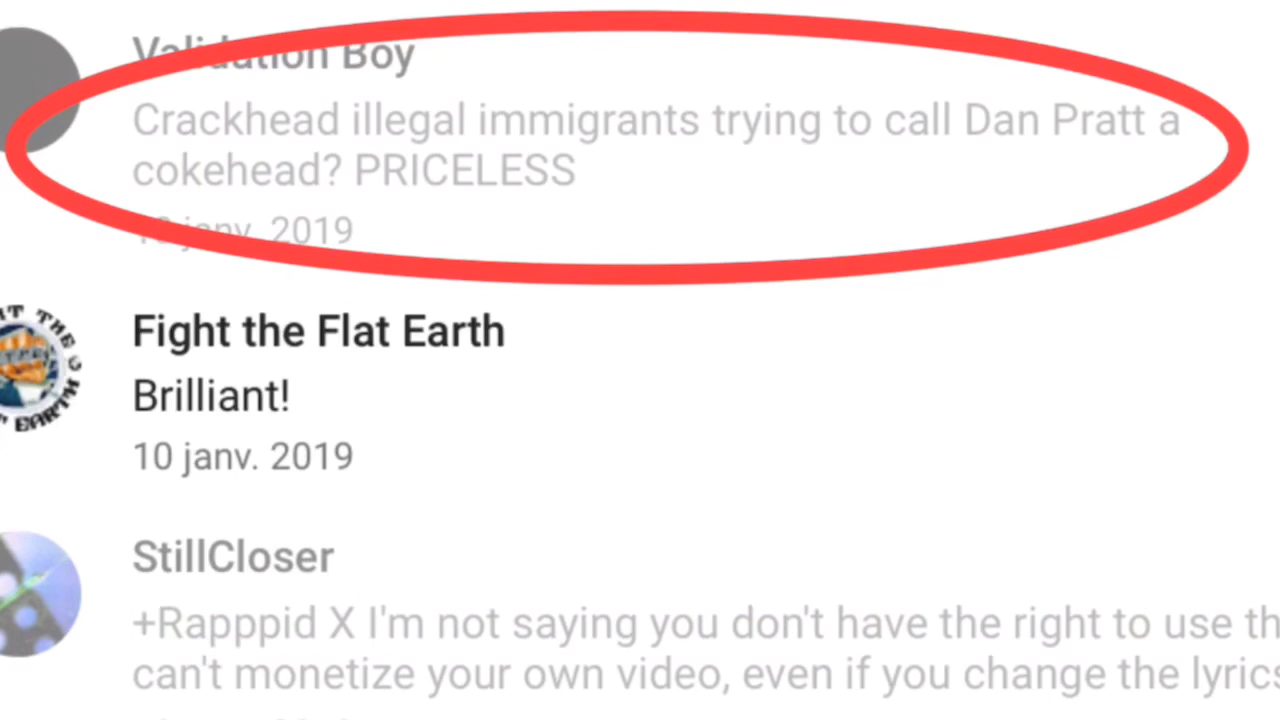 Validation Boy
Crackhead illegal immigrants trying to call Dan Pratt a
cokehead? PRICELESS
janv. 2019
Fight the Flat Earth
Brilliant!
10 janv. 2019
StillCloser
+Rapppid X I'm not saying you don't have the right to use
can't monetize your own video, even if you change the lyrics